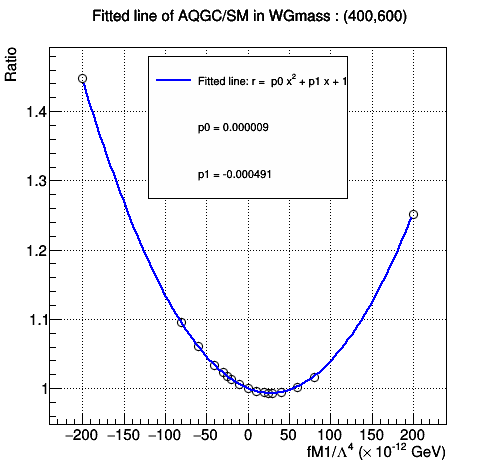 Fitted line of AQGC/SM in WGmass : (400,600)
Ratio
Fitted line: r = p0 x² + p1 x + 1
p0 = 0.000009
p1 = -0.000491
1.4
1.3
1.2
1.1
1
−200 −150 −100 −50 0 50 100 150 200
fM1/Λ⁴ (× 10⁻¹² GeV)